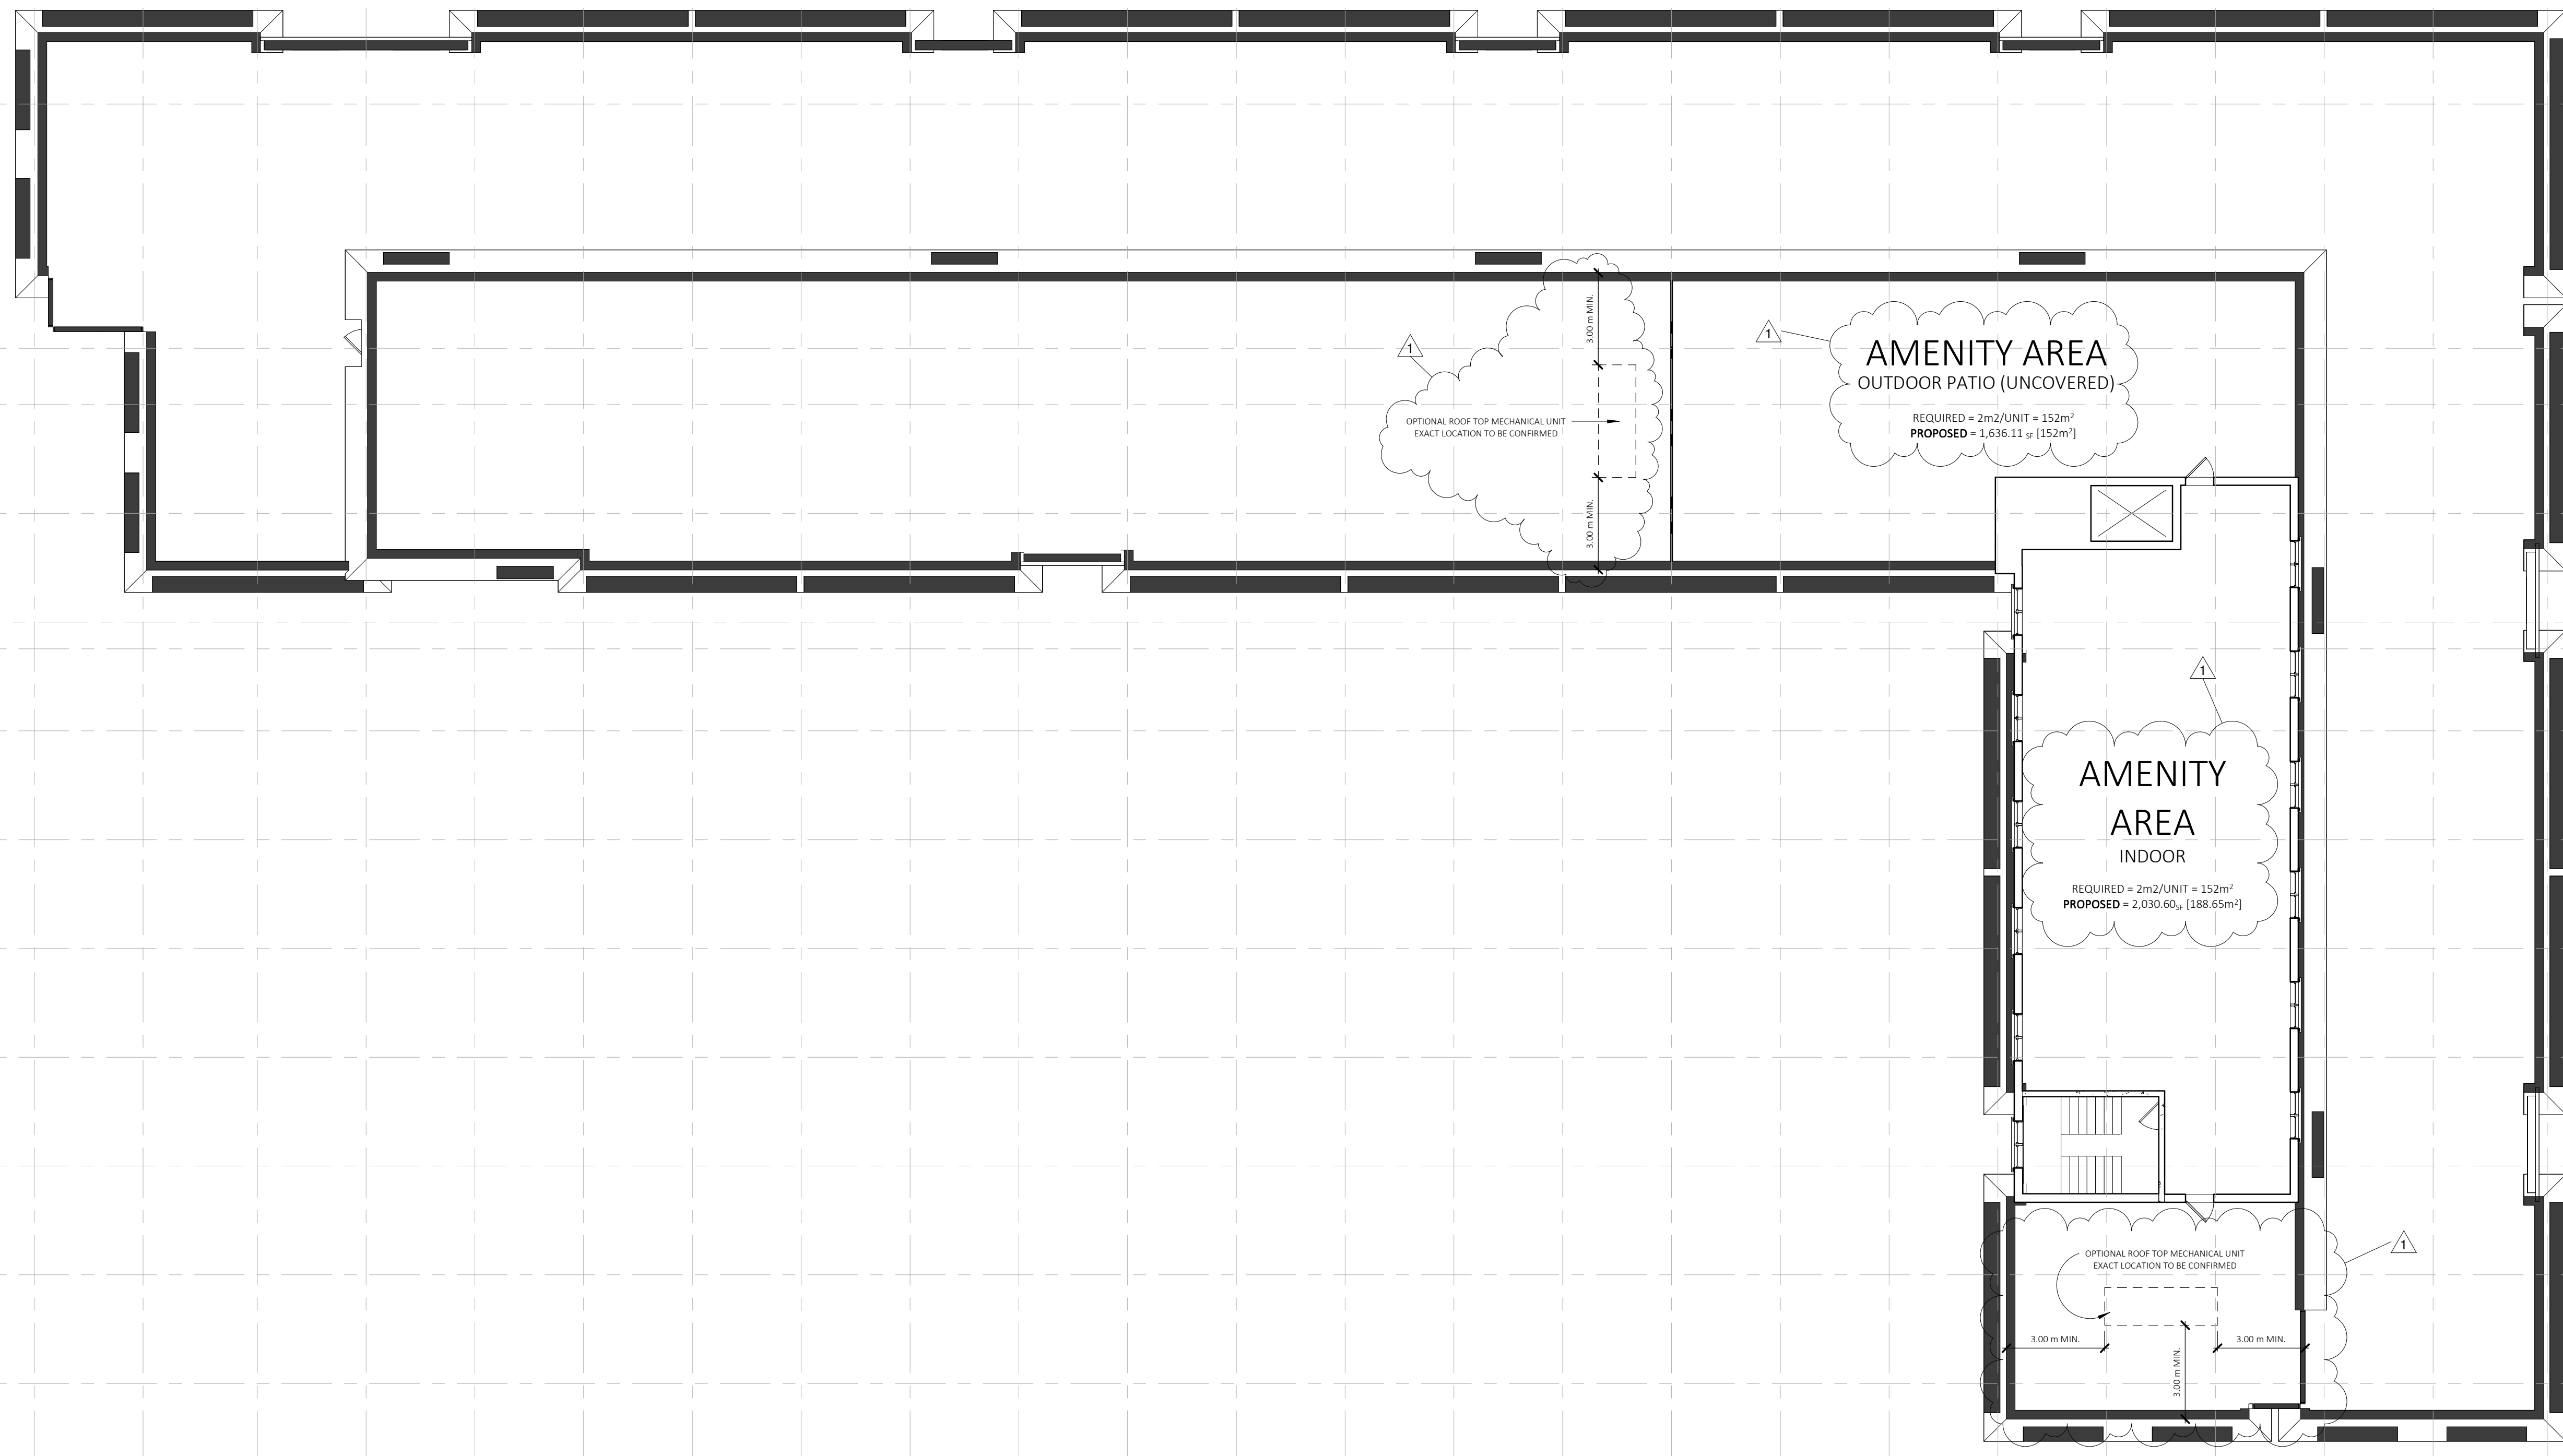 3.00 m MIN.
1
OPTIONAL ROOF TOP MECHANICAL UNIT
EXACT LOCATION TO BE CONFIRMED
3.00 m MIN.
1
AMENITY AREA
OUTDOOR PATIO (UNCOVERED)
REQUIRED = 2m2/UNIT = 152m²
PROPOSED = 1,636.11 SF [152m²]
1
AMENITY
AREA
INDOOR
REQUIRED = 2m2/UNIT = 152m²
PROPOSED = 2,030.60SF [188.65m²]
1
OPTIONAL ROOF TOP MECHANICAL UNIT
EXACT LOCATION TO BE CONFIRMED
3.00 m MIN.
3.00 m MIN.
3.00 m MIN.